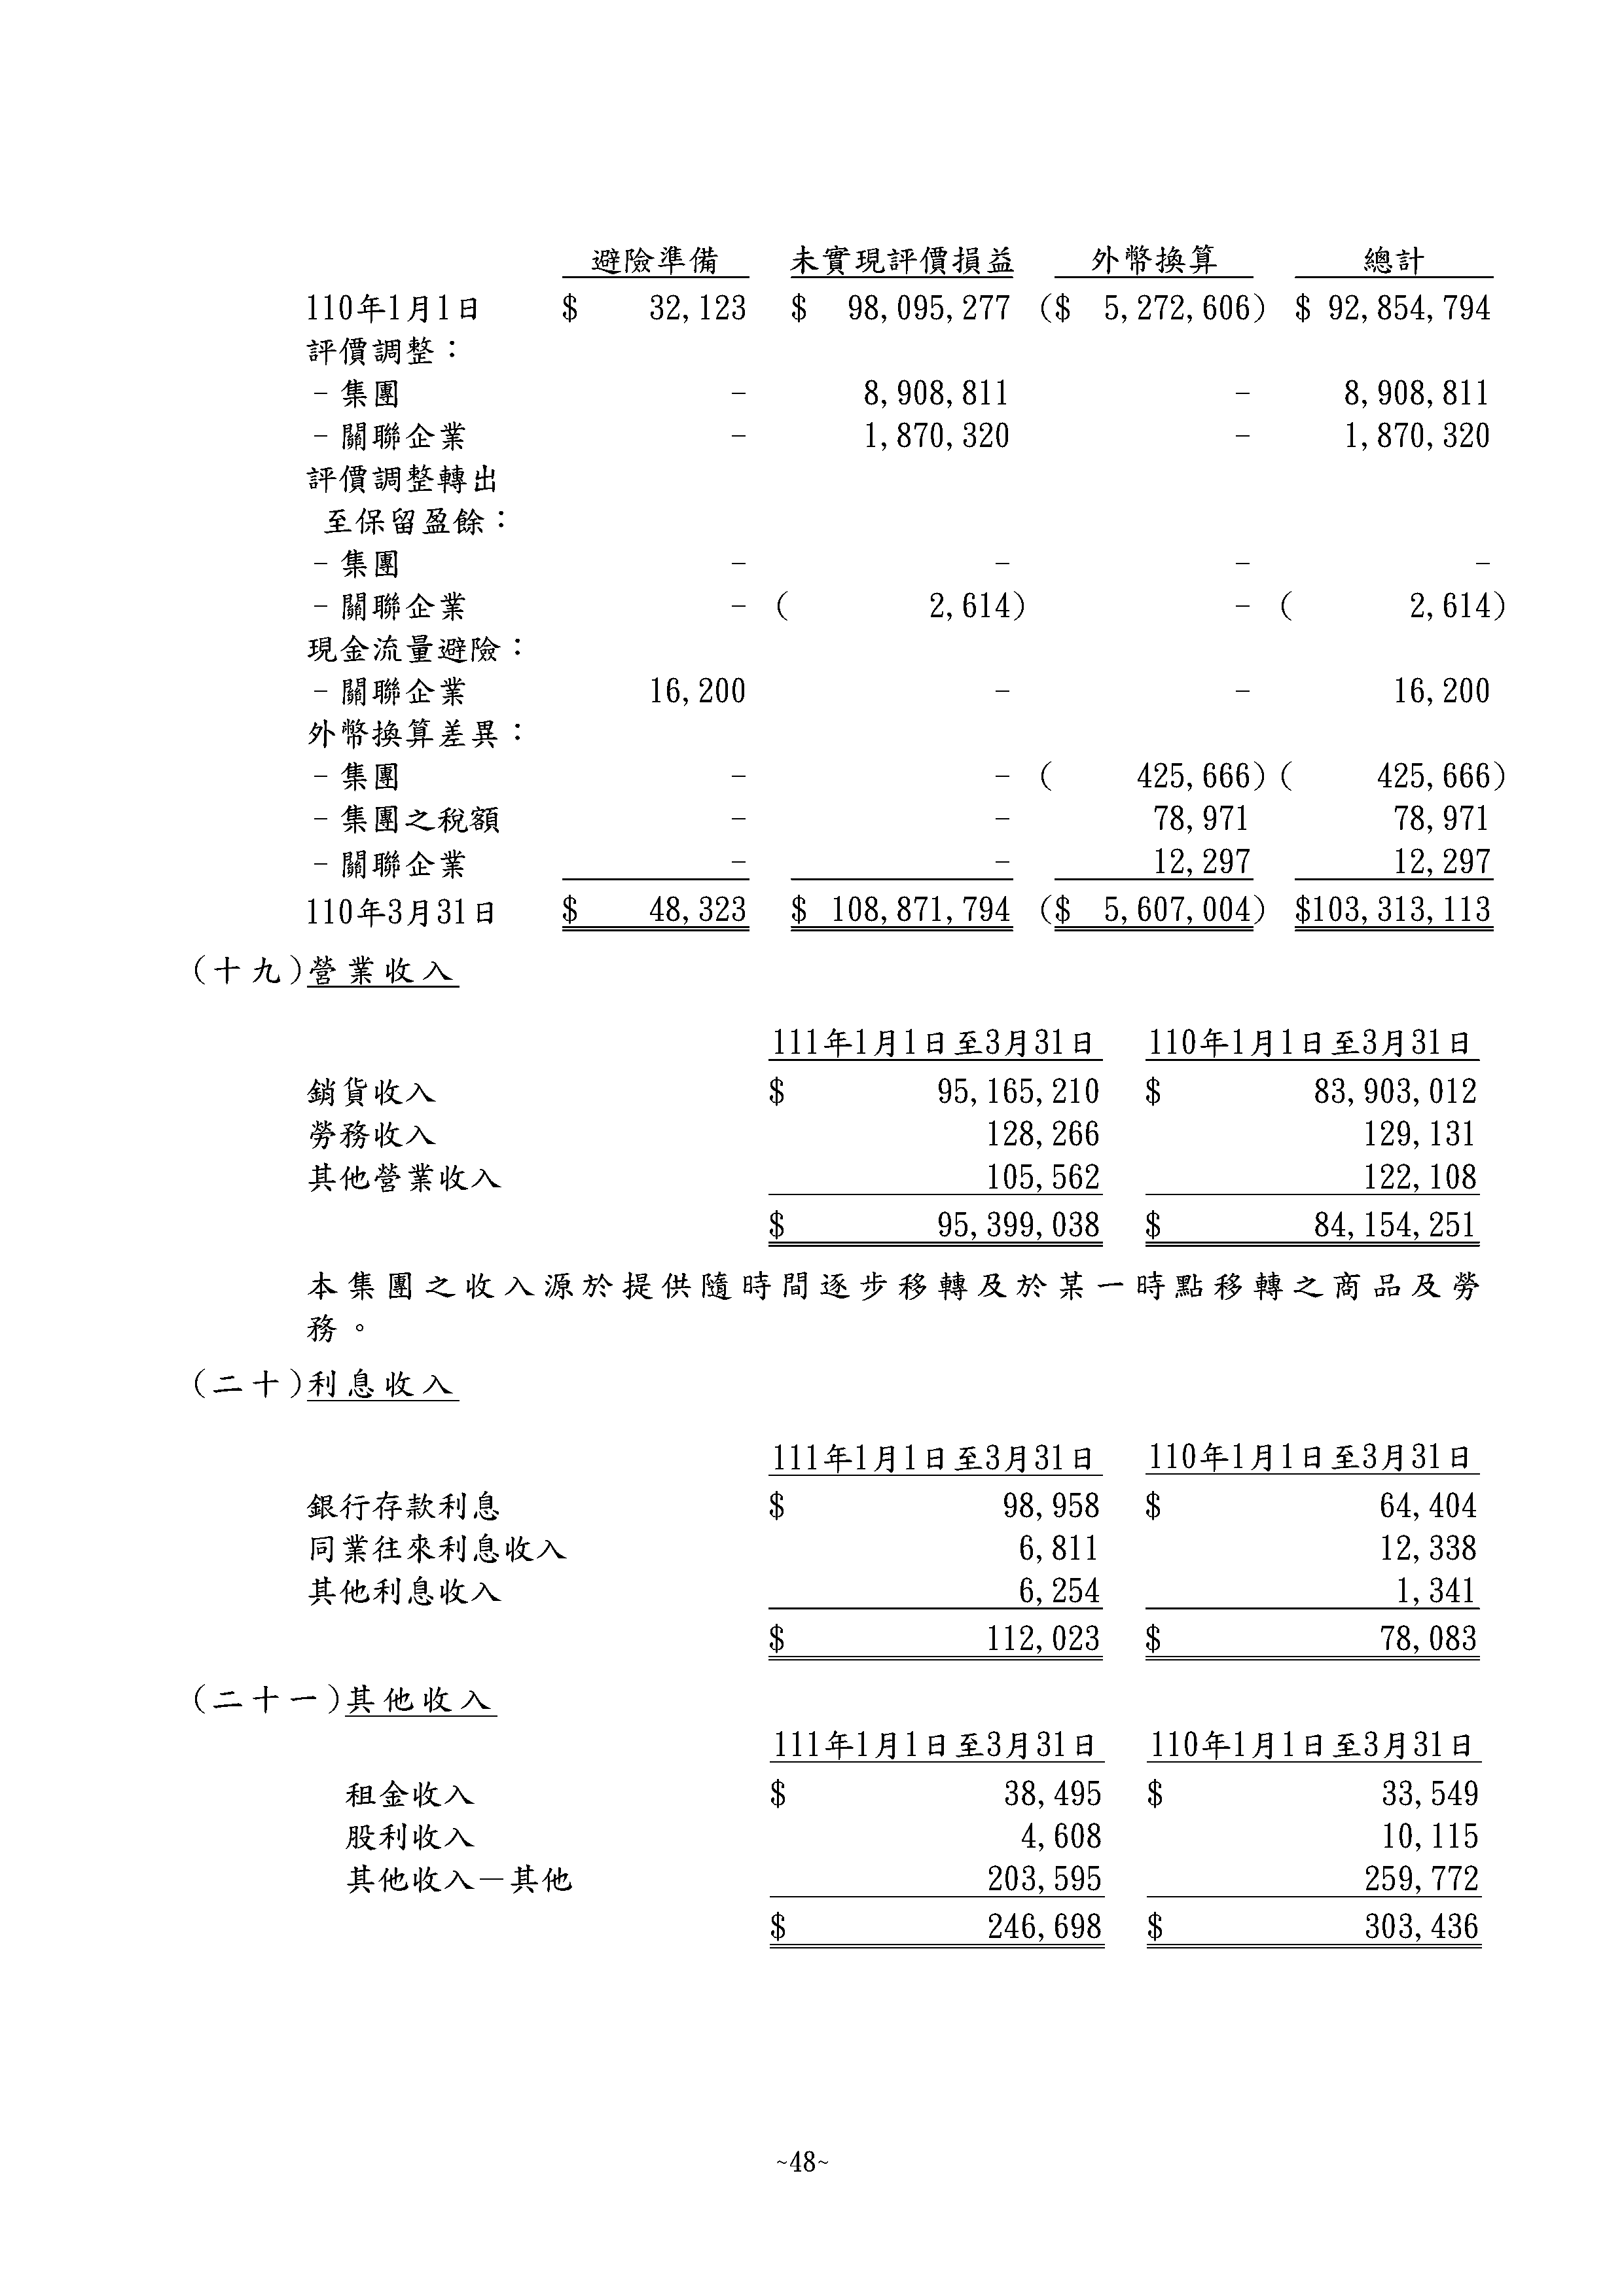 避險準備 未實現評價損益 外幣換算 總計
110年1月1日 $ 32,123 $ 98,095,277 ($ 5,272,606) $ 92,854,794
評價調整：
–集團 – 8,908,811 – 8,908,811
–關聯企業 – 1,870,320 – 1,870,320
評價調整轉出
至保留盈餘：
–集團 – – – –
–關聯企業 – ( 2,614) – ( 2,614)
現金流量避險：
–關聯企業 16,200 – – 16,200
外幣換算差異：
–集團 – – ( 425,666) ( 425,666)
–集團之稅額 – – 78,971 78,971
–關聯企業 – – 12,297 12,297
110年3月31日 $ 48,323 $ 108,871,794 ($ 5,607,004) $103,313,113
(十九)營業收入
111年1月1日至3月31日 110年1月1日至3月31日
銷貨收入 $ 95,165,210 $ 83,903,012
勞務收入 128,266 129,131
其他營業收入 105,562 122,108
$ 95,399,038 $ 84,154,251
本集團之收入源於提供隨時間逐步移轉及於某一時點移轉之商品及勞
務。
(二十)利息收入
111年1月1日至3月31日 110年1月1日至3月31日
銀行存款利息 $ 98,958 $ 64,404
同業往來利息收入 6,811 12,338
其他利息收入 6,254 1,341
$ 112,023 $ 78,083
(二十一)其他收入
111年1月1日至3月31日 110年1月1日至3月31日
租金收入 $ 38,495 $ 33,549
股利收入 4,608 10,115
其他收入－其他 203,595 259,772
$ 246,698 $ 303,436
~48~